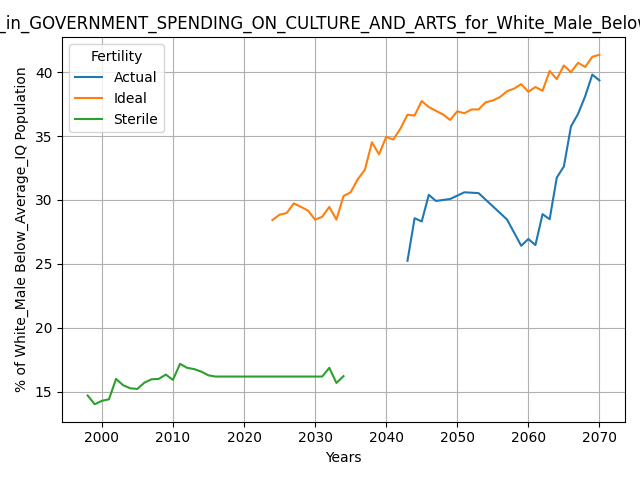 _in_GOVERNMENT_SPENDING_ON_CULTURE_AND_ARTS_for_White_Male_Below
Fertility
Actual
Ideal
Sterile
% of White_Male Below_Average_IQ Population
40
35
30
25
20
15
2000 2010 2020 2030 2040 2050 2060 2070
Years